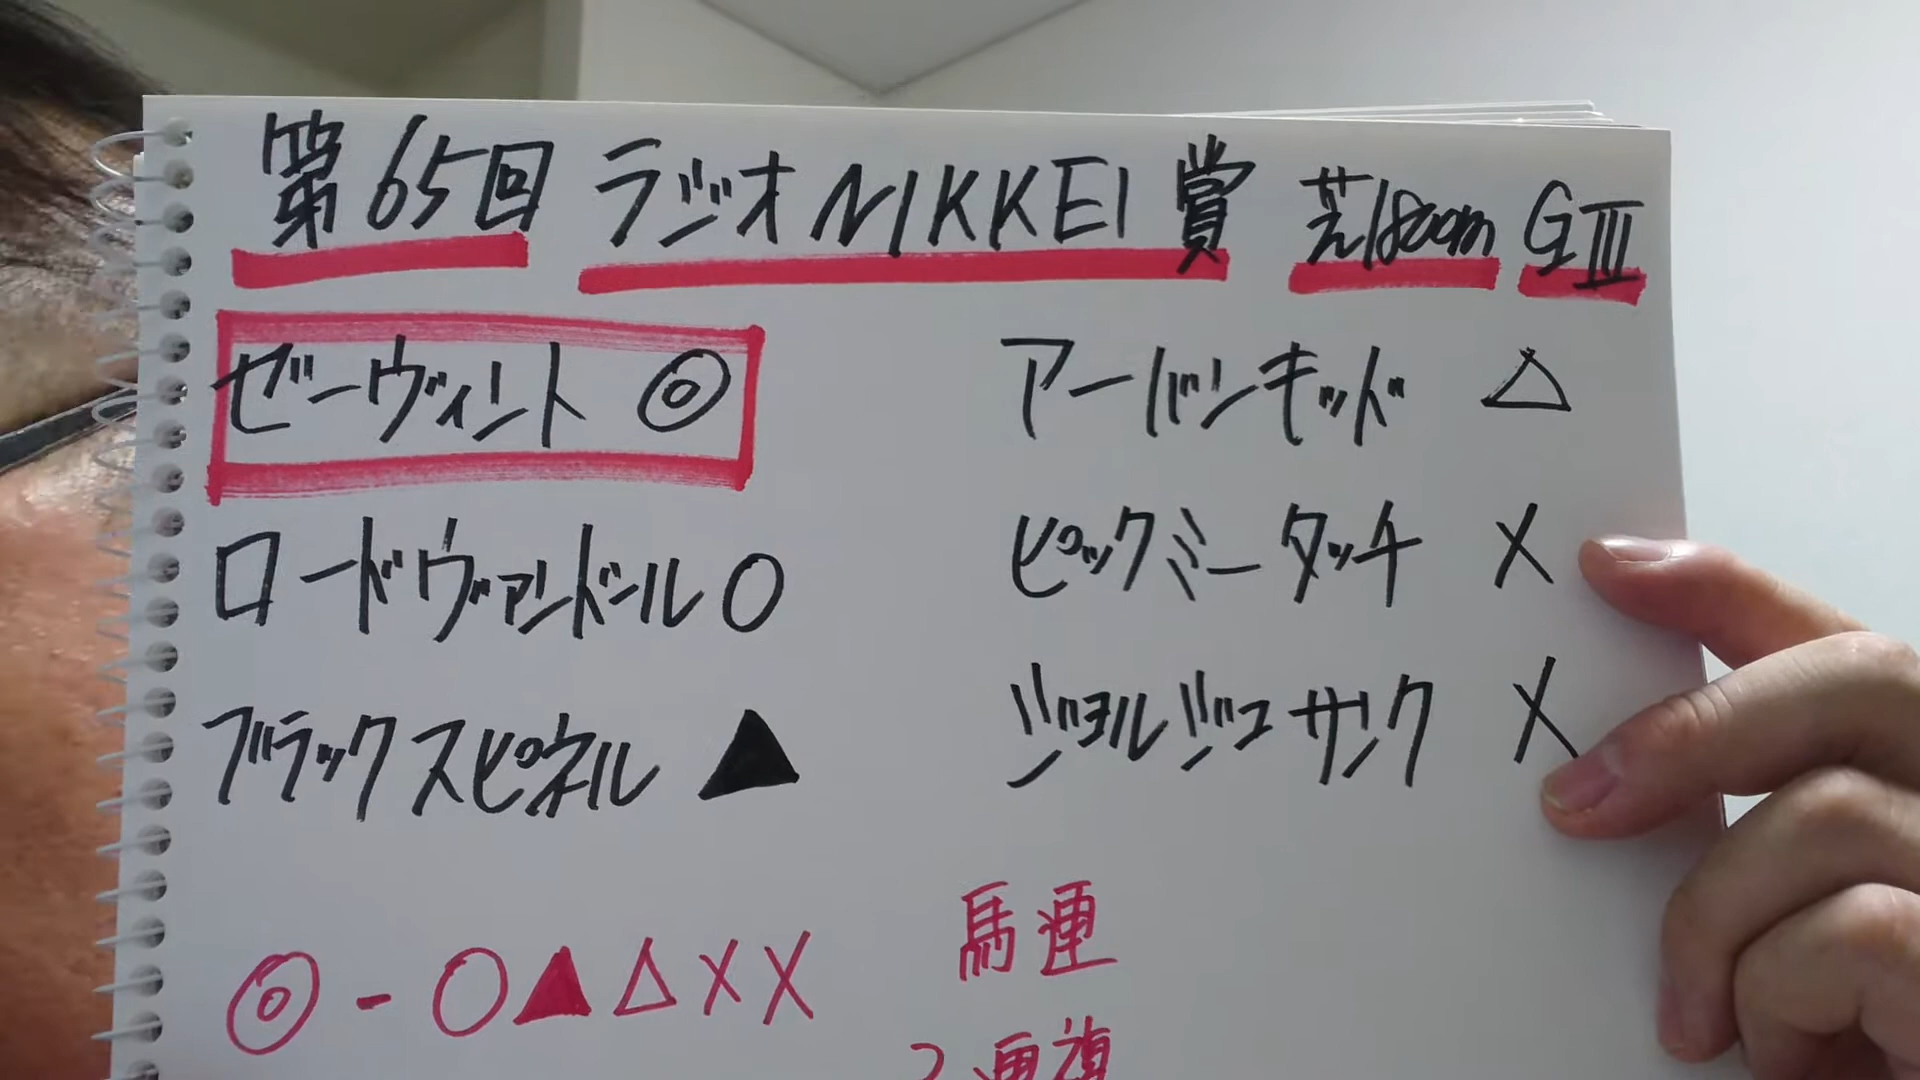 第65回 ラジオNIKKEI賞 芝1800m GIII
ゼーヴィント ◎
ロードヴァンドール ○
ブラックスピネル ▲
アーバンキッド △
ピックミータッチ ×
ジョルジュサンク ×
◎-○▲△××
馬連
3連複